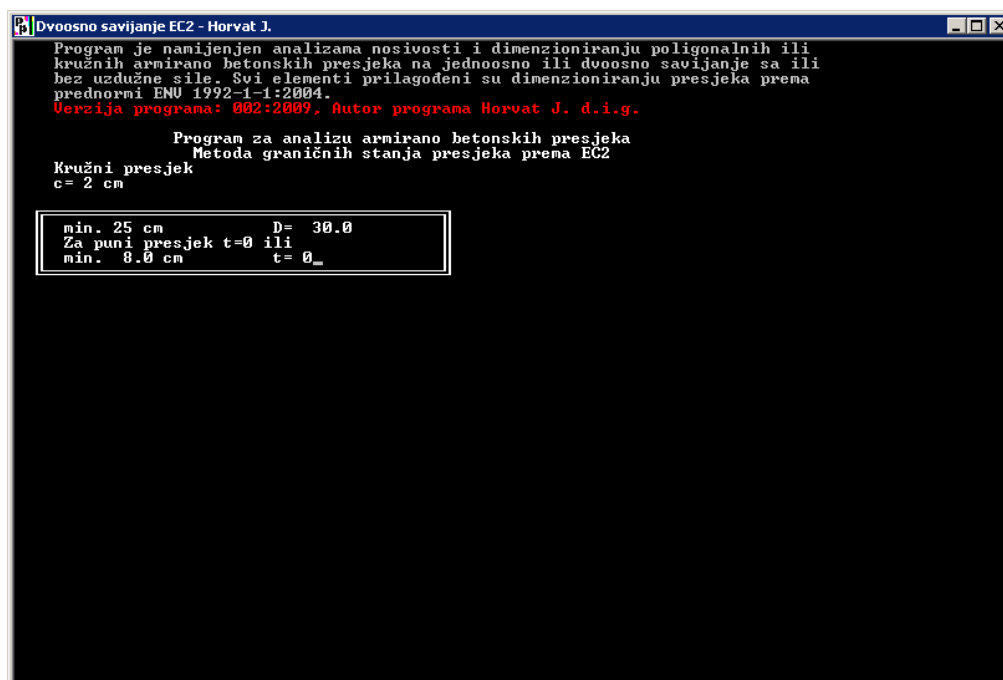 Dvoosno savijanje EC2 - Horvat J.
Program je namijenjen analizama nosivosti i dimenzioniranju poligonalnih ili
kružnih armirano betonskih presjeka na jednoosno ili dvoosno savijanje sa ili
bez uzdužne sile. Svi elementi prilagođeni su dimenzioniranju presjeka prema
prednormi ENV 1992-1-1:2004.
Verzija programa: 002:2009, Autor programa Horvat J. d.i.g.
Program za analizu armirano betonskih presjeka
Metoda graničnih stanja presjeka prema EC2
Kružni presjek
c= 2 cm
min. 25 cm D= 30.0
Za puni presjek t=0 ili
min. 8.0 cm t= 0_